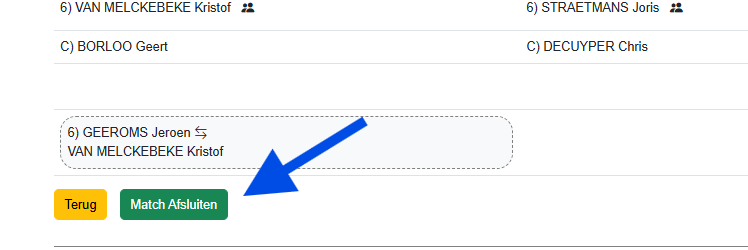 6) VAN MELCKEBEKE Kristof
6) STRAETMANS Joris
C) BORLOO Geert
C) DECUYPER Chris
6) GEEROMS Jeroen
VAN MELCKEBEKE Kristof
Terug
Match Afsluiten